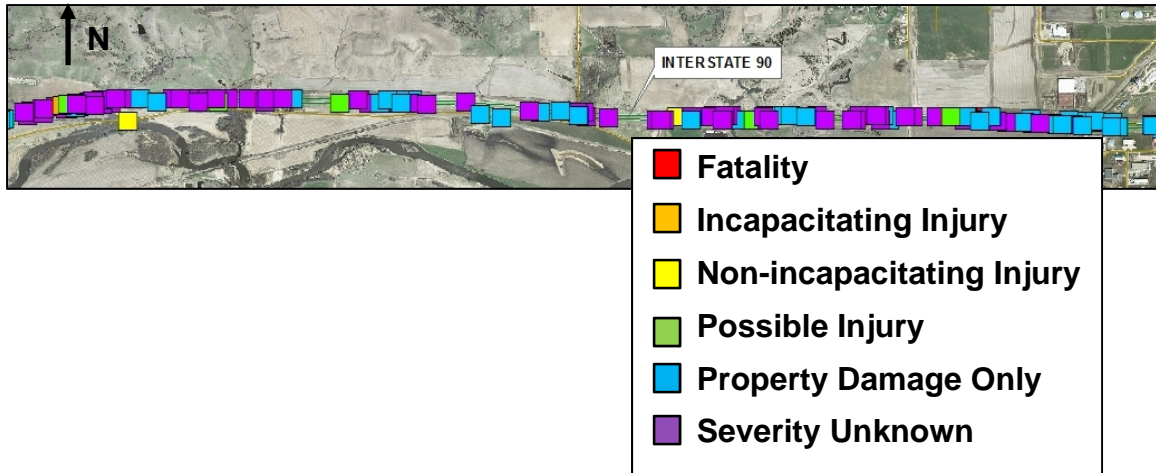 N
INTERSTATE 90
Fatality
Incapacitating Injury
Non-incapacitating Injury
Possible Injury
Property Damage Only
Severity Unknown